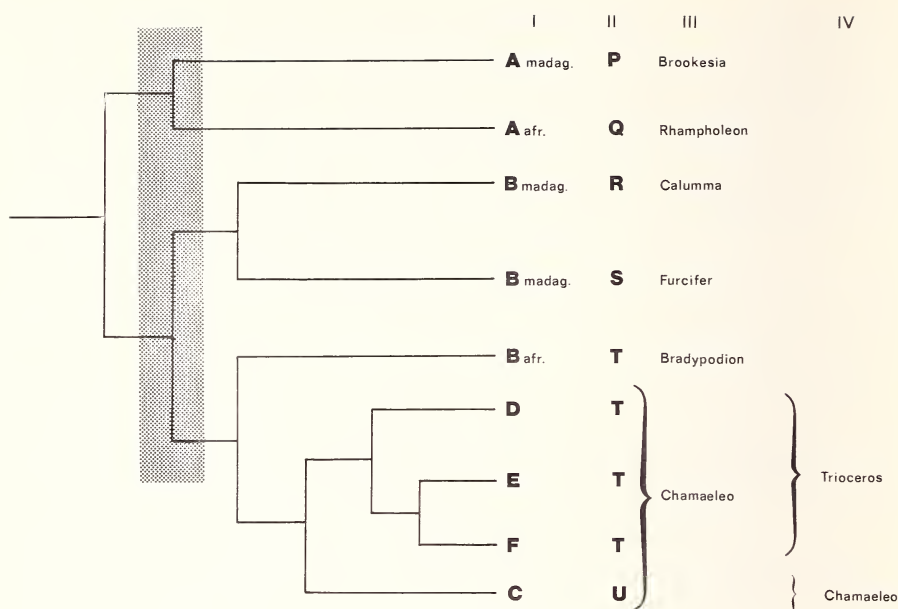 I II III IV
A madag. P Brookesia
A afr. Q Rhampholeon
B madag. R Calumma
B madag. S Furcifer
B afr. T Bradypodion
D T
E T
Chamaeleo
Trioceros
F T
C U Chamaeleo